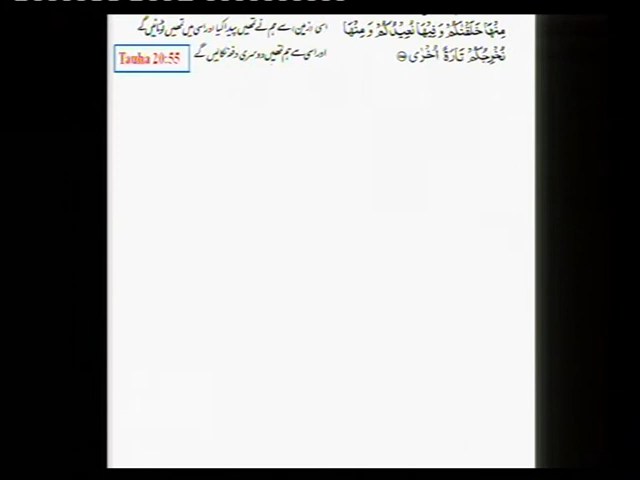 مِنْهَا خَلَقْنٰكُمْ وَ فِيْهَا نُعِيْدُكُمْ وَ مِنْهَا
نُخْرِجُكُمْ تَارَةً اُخْرٰى
اسی (زمین) سے ہم نے تمہیں پیدا کیا اور اسی میں تمہیں لوٹائیں گے
اور اسی سے ہم تمہیں دوسری دفعہ نکالیں گے
Tauha 20:55